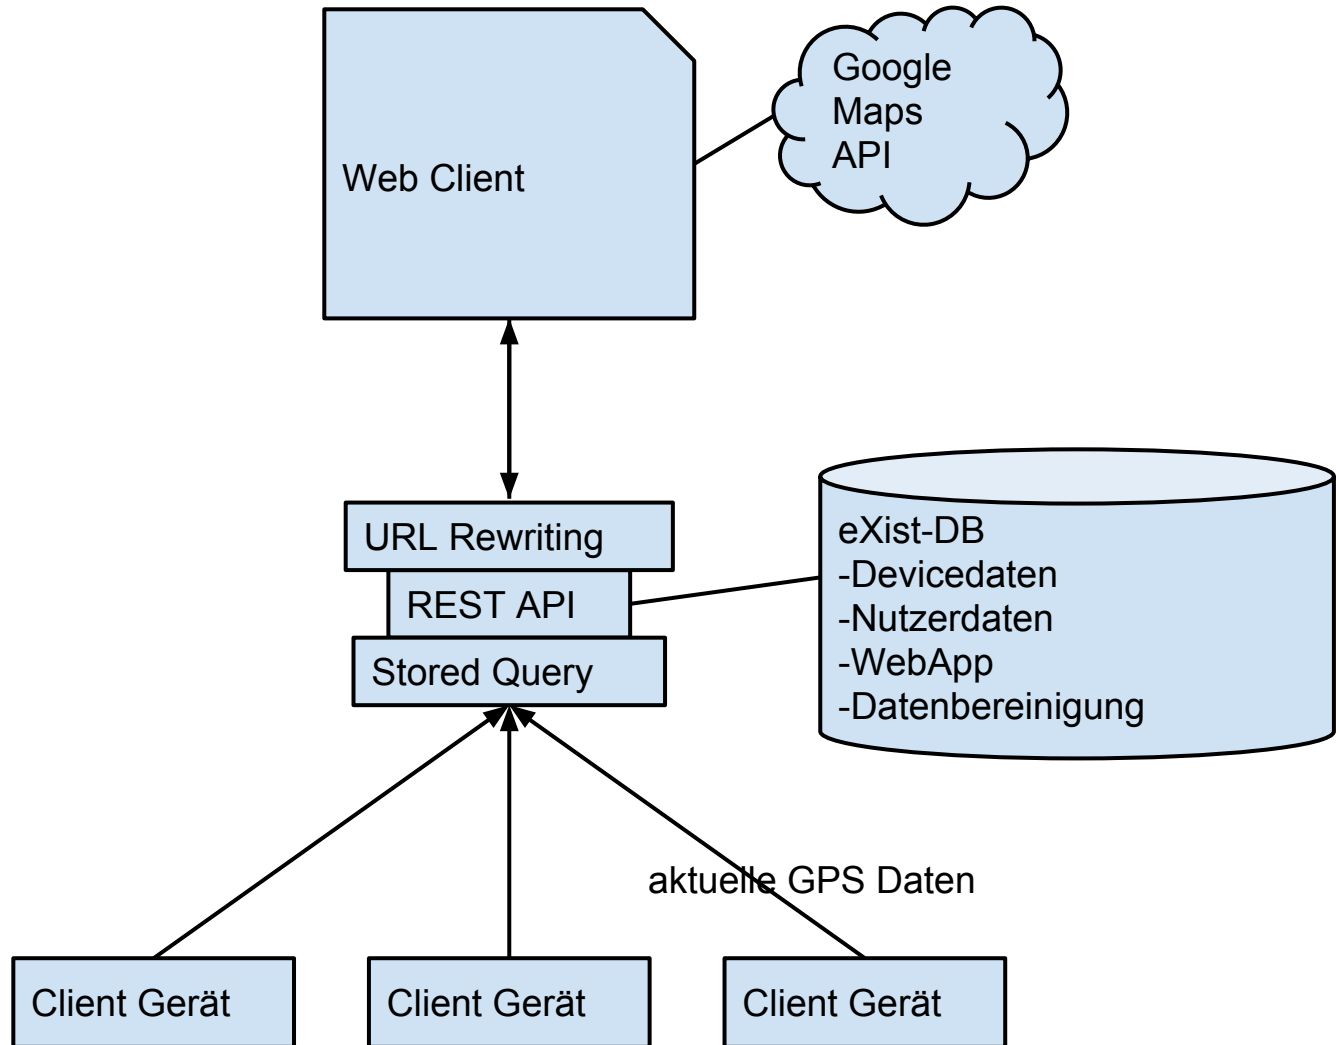 Google
Maps
API
Web Client
URL Rewriting
REST API
Stored Query
eXist-DB
-Devicedaten
-Nutzerdaten
-WebApp
-Datenbereinigung
aktuelle GPS Daten
Client Gerät
Client Gerät
Client Gerät